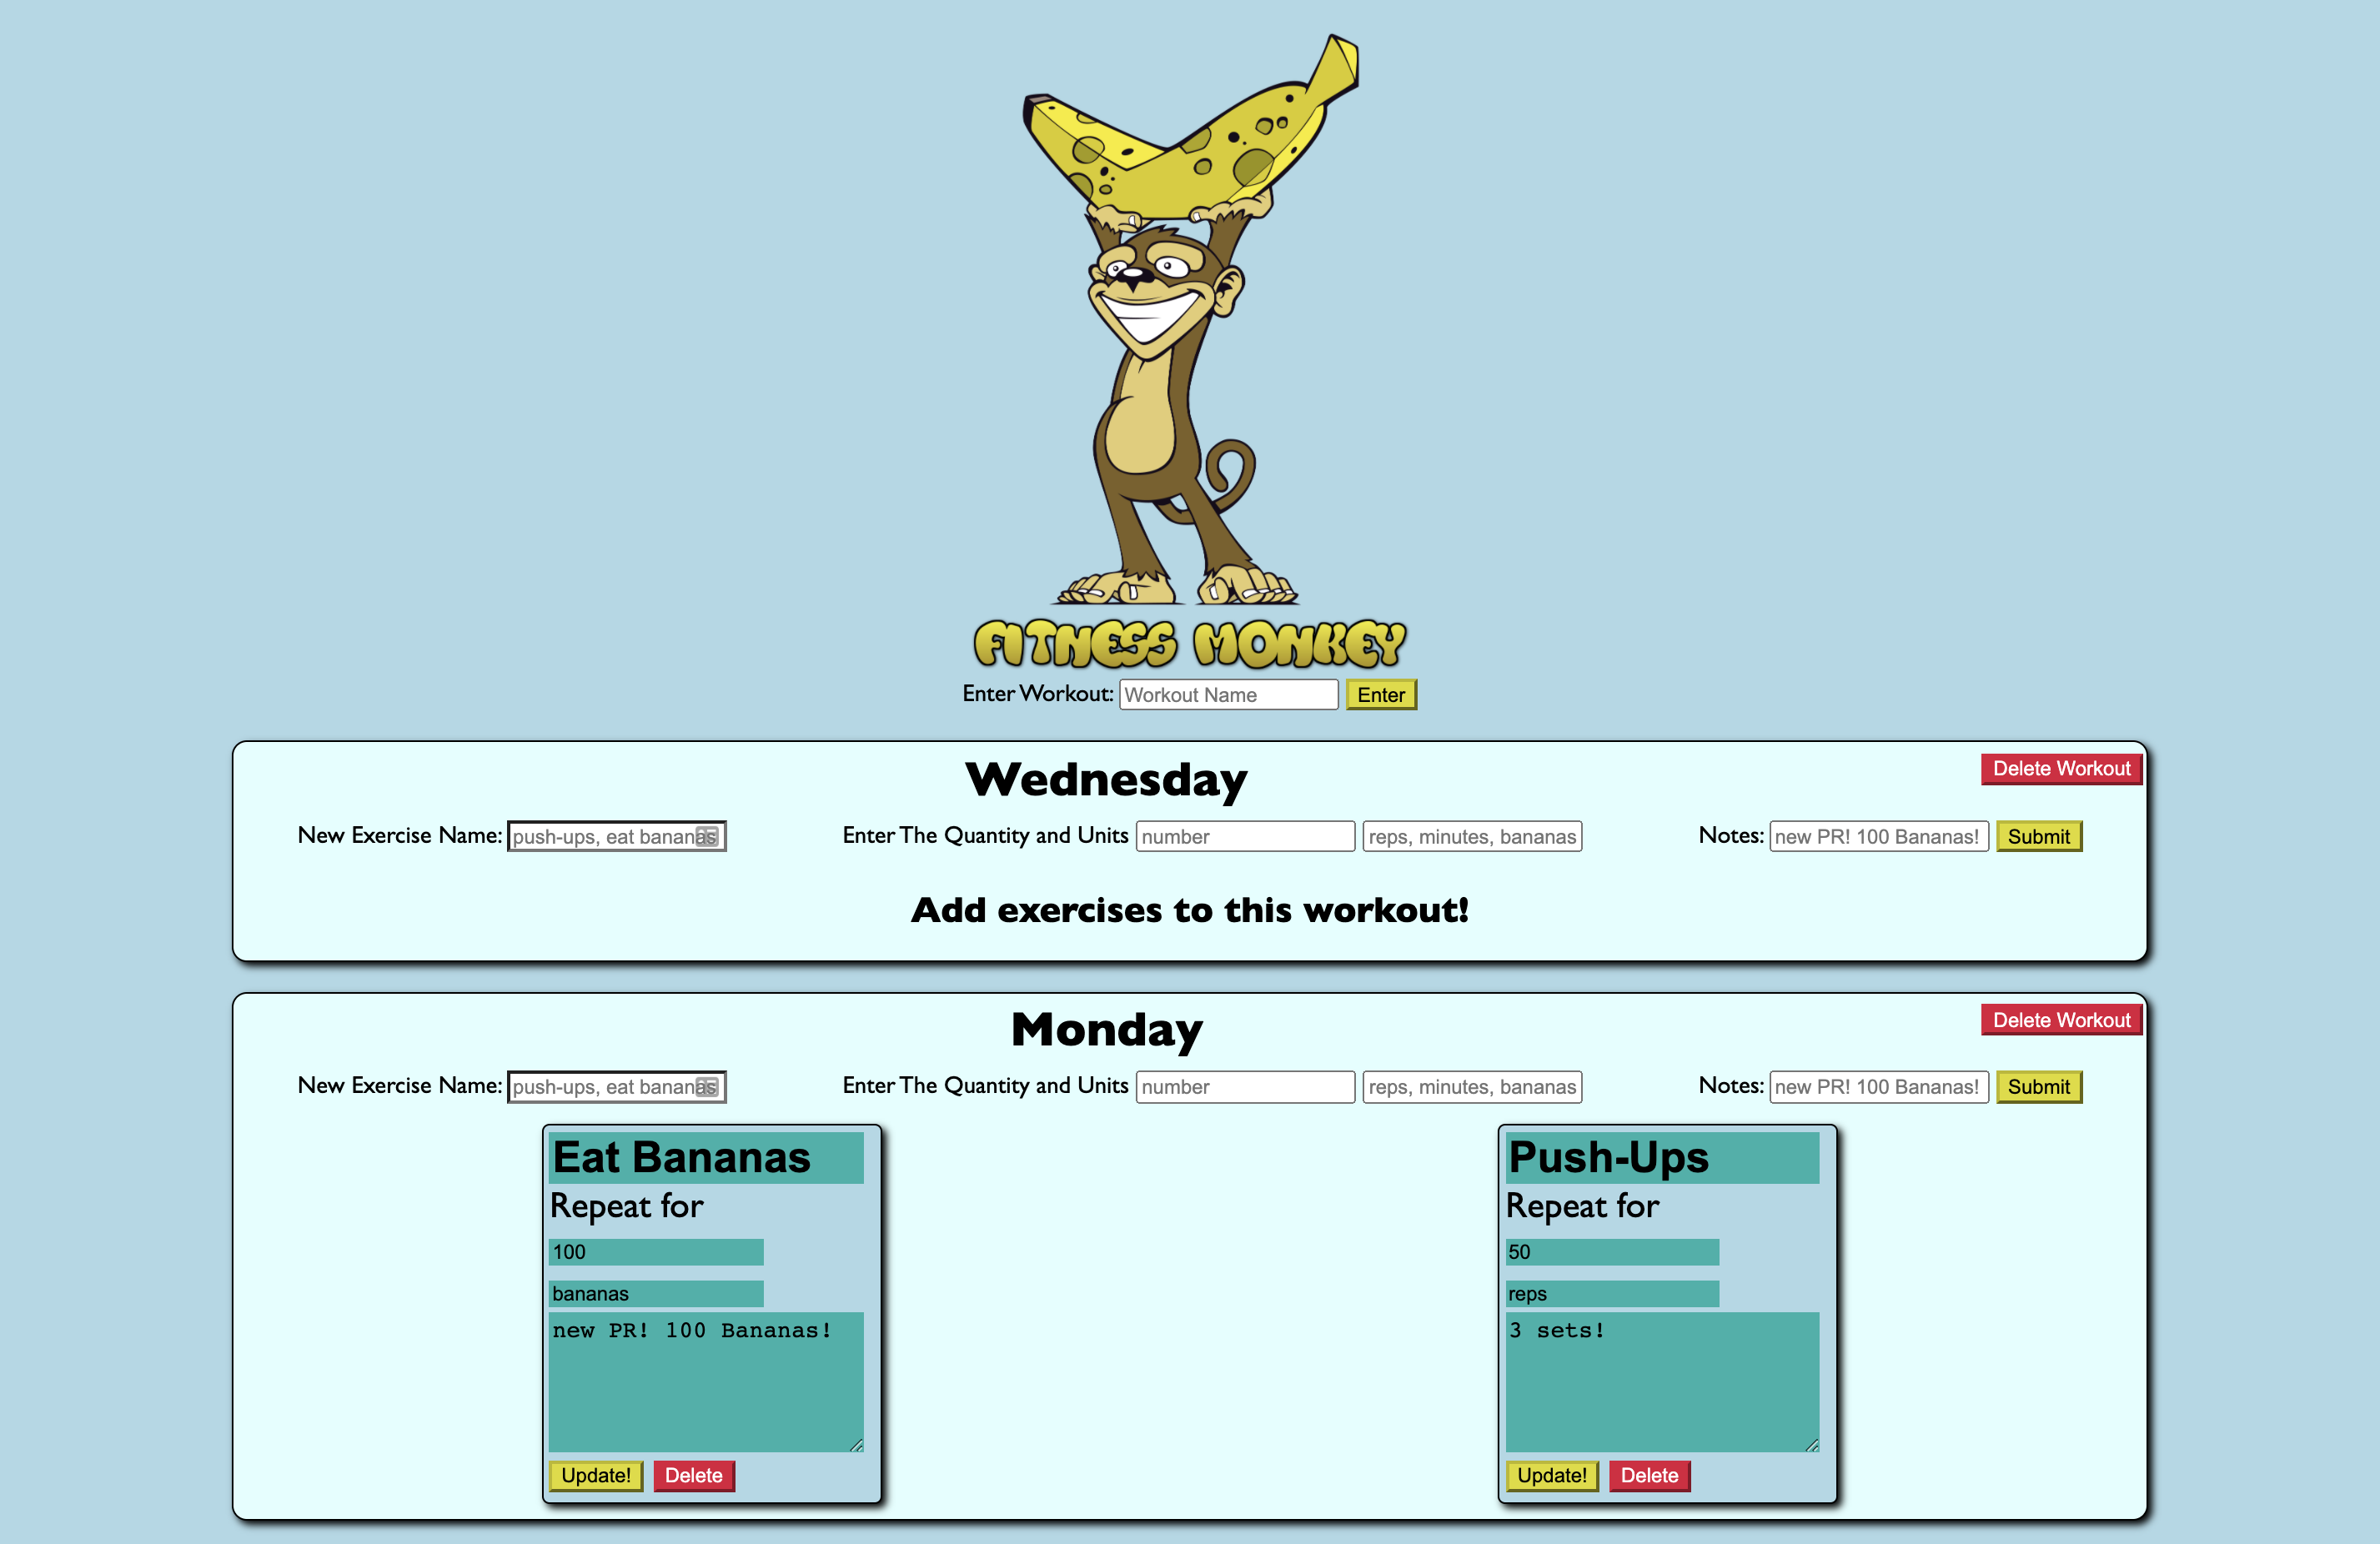 FITNESS MONKEY
Enter Workout: Workout Name Enter
Wednesday
Delete Workout
New Exercise Name: push-ups, eat bananas Enter The Quantity and Units number reps, minutes, bananas Notes: new PR! 100 Bananas! Submit
Add exercises to this workout!
Monday
Delete Workout
New Exercise Name: push-ups, eat bananas Enter The Quantity and Units number reps, minutes, bananas Notes: new PR! 100 Bananas! Submit
Eat Bananas
Repeat for
100
bananas
new PR! 100 Bananas!
Update! Delete
Push-Ups
Repeat for
50
reps
3 sets!
Update! Delete